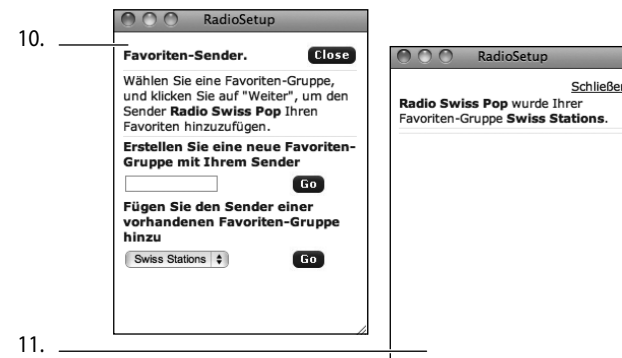 10.
RadioSetup
Favoriten-Sender. Close
Wählen Sie eine Favoriten-Gruppe,
und klicken Sie auf "Weiter", um den
Sender Radio Swiss Pop Ihren
Favoriten hinzuzufügen.
Erstellen Sie eine neue Favoriten-
Gruppe mit Ihrem Sender
Go
Fügen Sie den Sender einer
vorhandenen Favoriten-Gruppe
hinzu
Swiss Stations Go
11.
RadioSetup
Schließen
Radio Swiss Pop wurde Ihrer
Favoriten-Gruppe Swiss Stations.